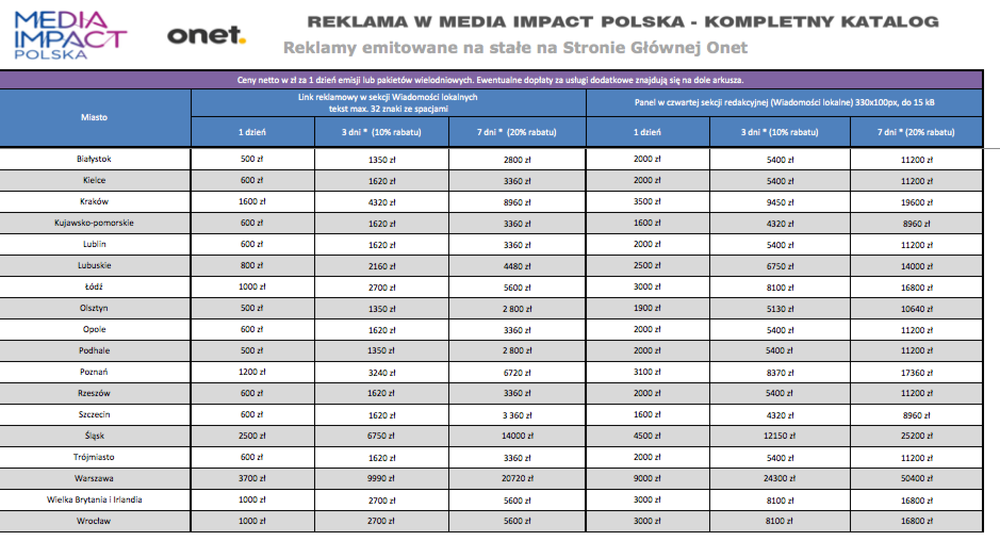 MEDIA
IMPACT
POLSKA
onet.
REKLAMA W MEDIA IMPACT POLSKA - KOMPLETNY KATALOG
Reklamy emitowane na stałe na Stronie Głównej Onet
Ceny netto w zł za 1 dzień emisji lub pakietów wielodniowych. Ewentualne dopłaty za usługi dodatkowe znajdują się na dole arkusza.
Miasto
Link reklamowy w sekcji Wiadomości lokalnych
tekst max. 32 znaki ze spacjami
Panel w czwartej sekcji redakcyjnej (Wiadomości lokalne) 330x100px, do 15 kB
1 dzień 3 dni * (10% rabatu) 7 dni * (20% rabatu) 1 dzień 3 dni * (10% rabatu) 7 dni * (20% rabatu)
Białystok 500 zł 1350 zł 2800 zł 2000 zł 5400 zł 11200 zł
Kielce 600 zł 1620 zł 3360 zł 2000 zł 5400 zł 11200 zł
Kraków 1600 zł 4320 zł 8960 zł 3500 zł 9450 zł 19600 zł
Kujawsko-pomorskie 600 zł 1620 zł 3360 zł 1600 zł 4320 zł 8960 zł
Lublin 600 zł 1620 zł 3360 zł 2000 zł 5400 zł 11200 zł
Lubuskie 800 zł 2160 zł 4480 zł 2500 zł 6750 zł 14000 zł
Łódź 1000 zł 2700 zł 5600 zł 3000 zł 8100 zł 16800 zł
Olsztyn 500 zł 1350 zł 2 800 zł 1900 zł 5130 zł 10640 zł
Opole 600 zł 1620 zł 3360 zł 2000 zł 5400 zł 11200 zł
Podhale 500 zł 1350 zł 2 800 zł 2000 zł 5400 zł 11200 zł
Poznań 1200 zł 3240 zł 6720 zł 3100 zł 8370 zł 17360 zł
Rzeszów 600 zł 1620 zł 3360 zł 2000 zł 5400 zł 11200 zł
Szczecin 600 zł 1620 zł 3 360 zł 1600 zł 4320 zł 8960 zł
Śląsk 2500 zł 6750 zł 14000 zł 4500 zł 12150 zł 25200 zł
Trójmiasto 600 zł 1620 zł 3360 zł 2000 zł 5400 zł 11200 zł
Warszawa 3700 zł 9990 zł 20720 zł 9000 zł 24300 zł 50400 zł
Wielka Brytania i Irlandia 1000 zł 2700 zł 5600 zł 3000 zł 8100 zł 16800 zł
Wrocław 1000 zł 2700 zł 5600 zł 3000 zł 8100 zł 16800 zł